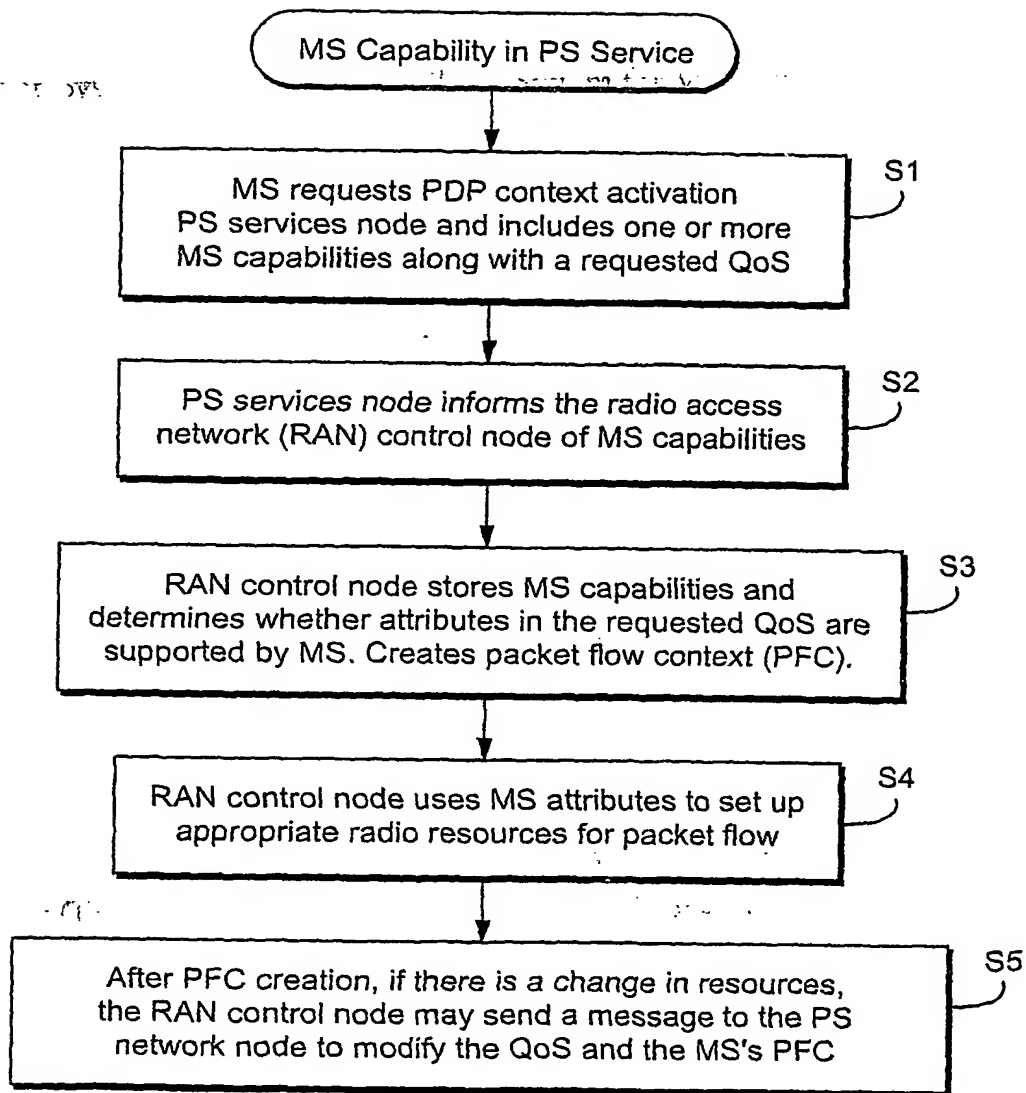 MS Capability in PS Service
S1
MS requests PDP context activation
PS services node and includes one or more
MS capabilities along with a requested QoS
S2
PS services node informs the radio access
network (RAN) control node of MS capabilities
S3
RAN control node stores MS capabilities and
determines whether attributes in the requested QoS are
supported by MS. Creates packet flow context (PFC).
S4
RAN control node uses MS attributes to set up
appropriate radio resources for packet flow
S5
After PFC creation, if there is a change in resources,
the RAN control node may send a message to the PS
network node to modify the QoS and the MS's PFC